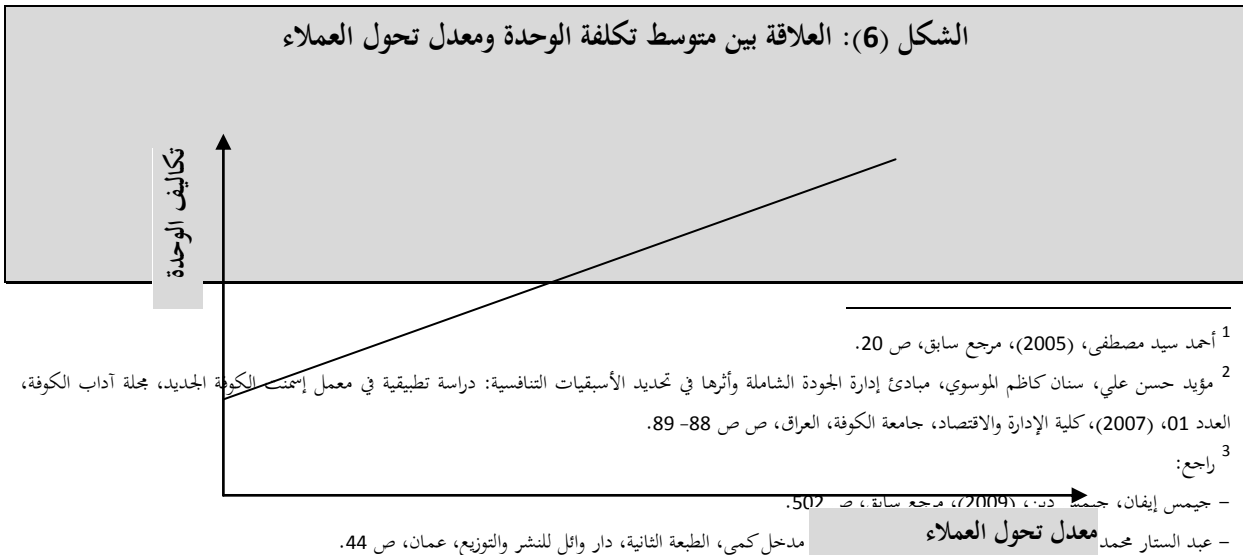 الشكل (6): العلاقة بين متوسط تكلفة الوحدة ومعدل تحول العملاء
تكاليف الوحدة
1 أحمد سيد مصطفى، (2005)، مرجع سابق، ص 20.
2 مؤيد حسن علي، سنان كاظم الموسوي، مبادئ إدارة الجودة الشاملة وأثرها في تحديد الأسبقيات التنافسية: دراسة تطبيقية في معمل إسمنت الكوفة الجديد، مجلة آداب الكوفة،
العدد 01، (2007)، كلية الإدارة والاقتصاد، جامعة الكوفة، العراق، ص ص 88- 89.
3 راجع:
– جيمس إيفان، جيمس دين، (2009)، مرجع سابق، ص 502.
معدل تحول العملاء
– عبد الستار محمد مدخل كمي، الطبعة الثانية، دار وائل للنشر والتوزيع، عمان، ص 44.